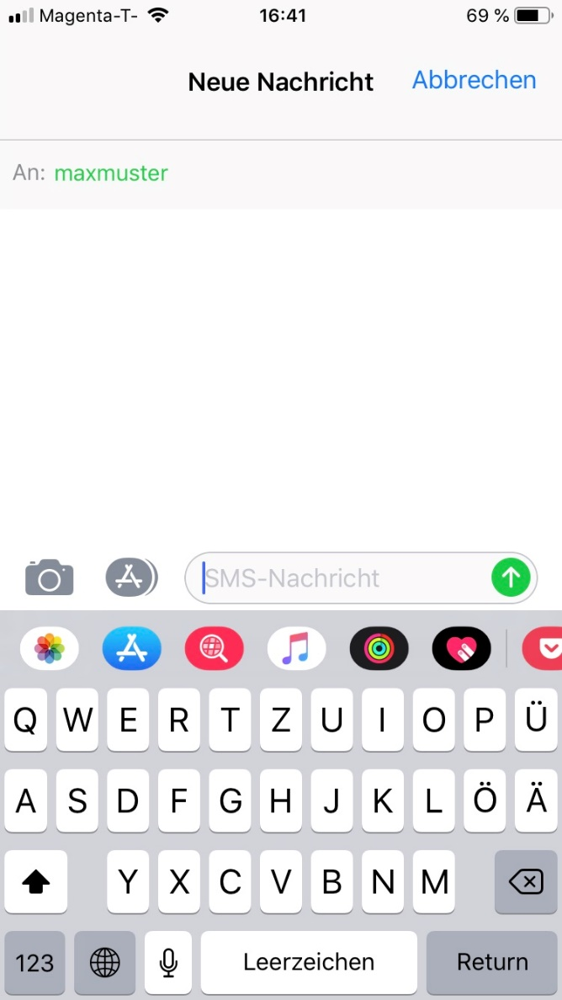 Magenta-T- 16:41 69 %
Neue Nachricht Abbrechen
An: maxmuster
SMS-Nachricht
Q W E R T Z U I O P Ü
A S D F G H J K L Ö Ä
Y X C V B N M
123 Leerzeichen Return